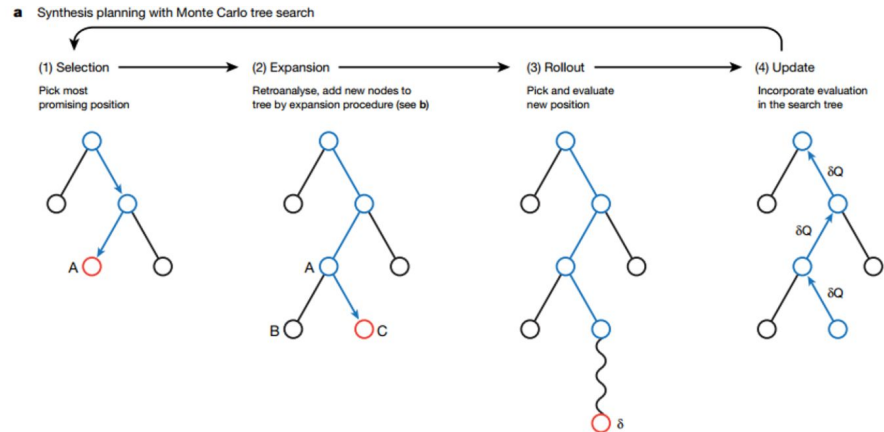 a Synthesis planning with Monte Carlo tree search
(1) Selection
(2) Expansion
(3) Rollout
(4) Update
Pick most
promising position
Retroanalyse, add new nodes to
tree by expansion procedure (see b)
Pick and evaluate
new position
Incorporate evaluation
in the search tree
δQ
δQ
A
A
δQ
B
C
δ